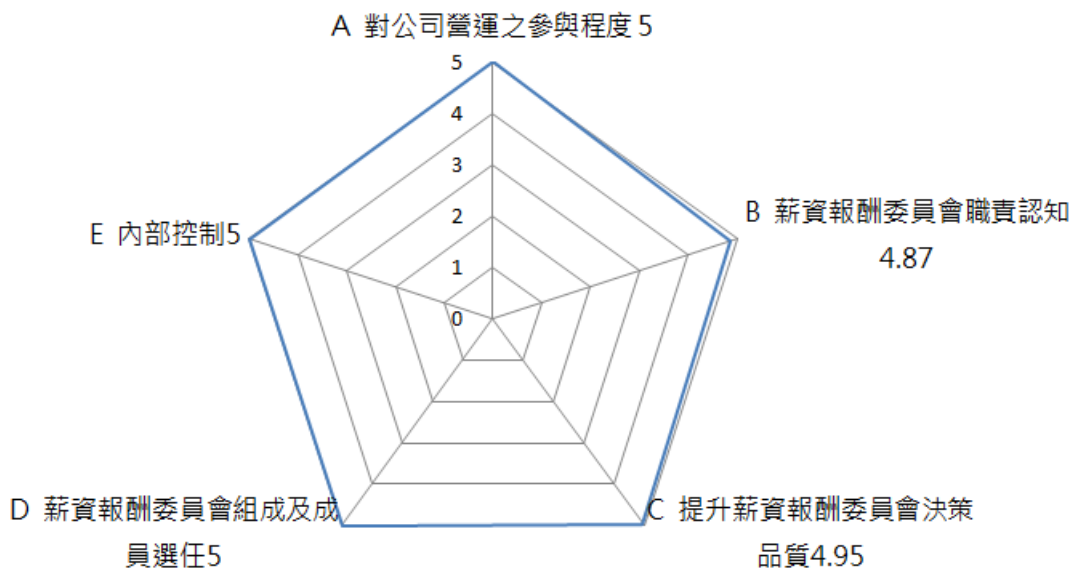 A 對公司營運之參與程度 5
5
4
3
2
1
0
B 薪資報酬委員會職責認知
4.87
C 提升薪資報酬委員會決策
品質4.95
D 薪資報酬委員會組成及成
員選任5
E 內部控制5